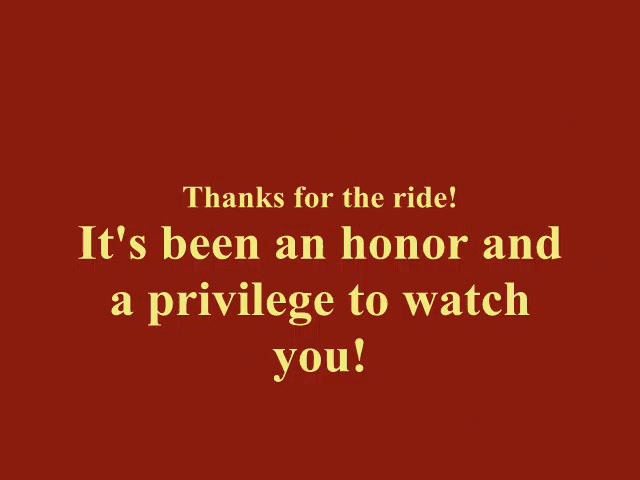 Thanks for the ride!
It's been an honor and
a privilege to watch
you!